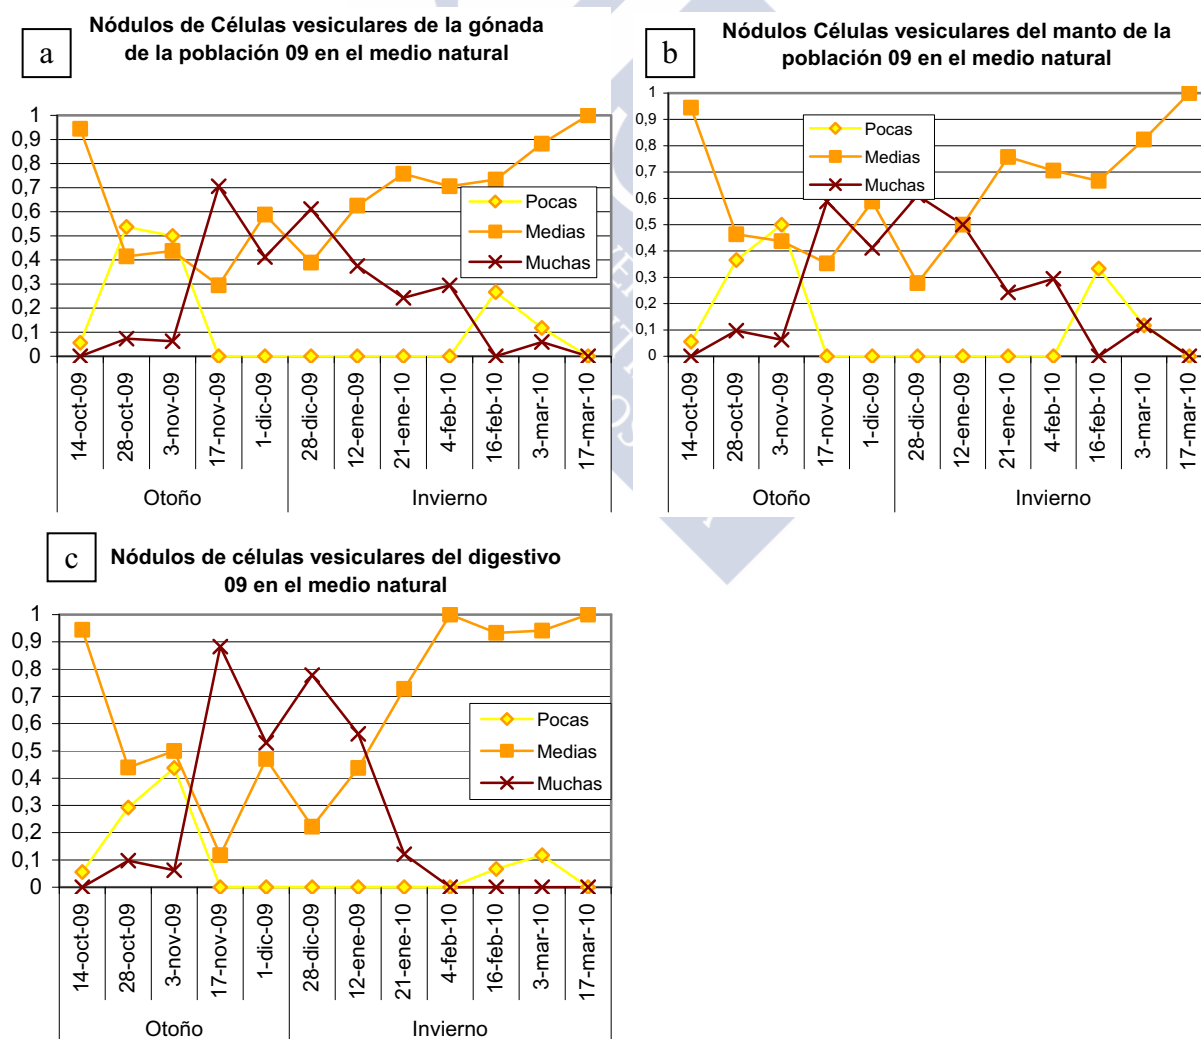 a
Nódulos de Células vesiculares de la gónada
de la población 09 en el medio natural
1
0,9
0,8
0,7
0,6
0,5
0,4
0,3
0,2
0,1
0
Pocas
Medias
Muchas
14-oct-09
28-oct-09
3-nov-09
17-nov-09
1-dic-09
28-dic-09
12-ene-09
21-ene-10
4-feb-10
16-feb-10
3-mar-10
17-mar-10
Otoño
Invierno
b
Nódulos Células vesiculares del manto de la
población 09 en el medio natural
1
0,9
0,8
0,7
0,6
0,5
0,4
0,3
0,2
0,1
0
Pocas
Medias
Muchas
14-oct-09
28-oct-09
3-nov-09
17-nov-09
1-dic-09
28-dic-09
12-ene-09
21-ene-10
4-feb-10
16-feb-10
3-mar-10
17-mar-10
Otoño
Invierno
c
Nódulos de células vesiculares del digestivo
09 en el medio natural
1
0,9
0,8
0,7
0,6
0,5
0,4
0,3
0,2
0,1
0
Pocas
Medias
Muchas
14-oct-09
28-oct-09
3-nov-09
17-nov-09
1-dic-09
28-dic-09
12-ene-09
21-ene-10
4-feb-10
16-feb-10
3-mar-10
17-mar-10
Otoño
Invierno